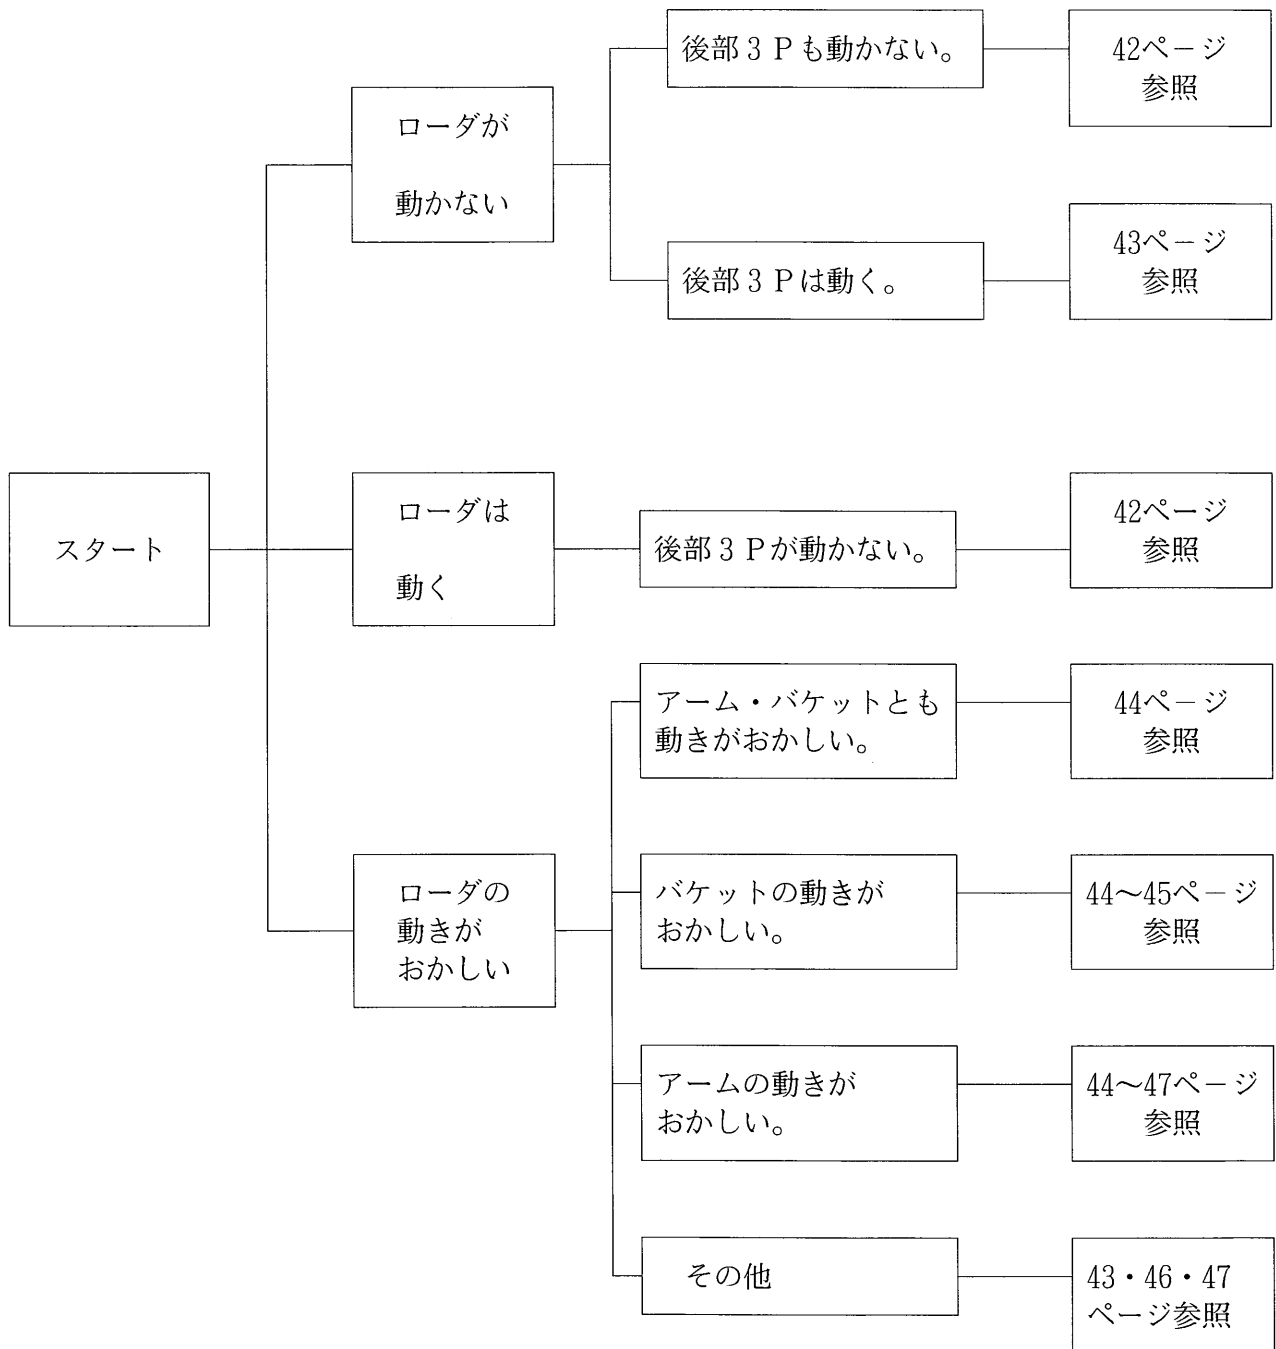 スタート
ローダが
動かない
後部3Pも動かない。
42ページ
参照
後部3Pは動く。
43ページ
参照
ローダは
動く
後部3Pが動かない。
42ページ
参照
ローダの
動きが
おかしい
アーム・バケットとも
動きがおかしい。
44ページ
参照
バケットの動きが
おかしい。
44〜45ページ
参照
アームの動きが
おかしい。
44〜47ページ
参照
その他
43・46・47
ページ参照